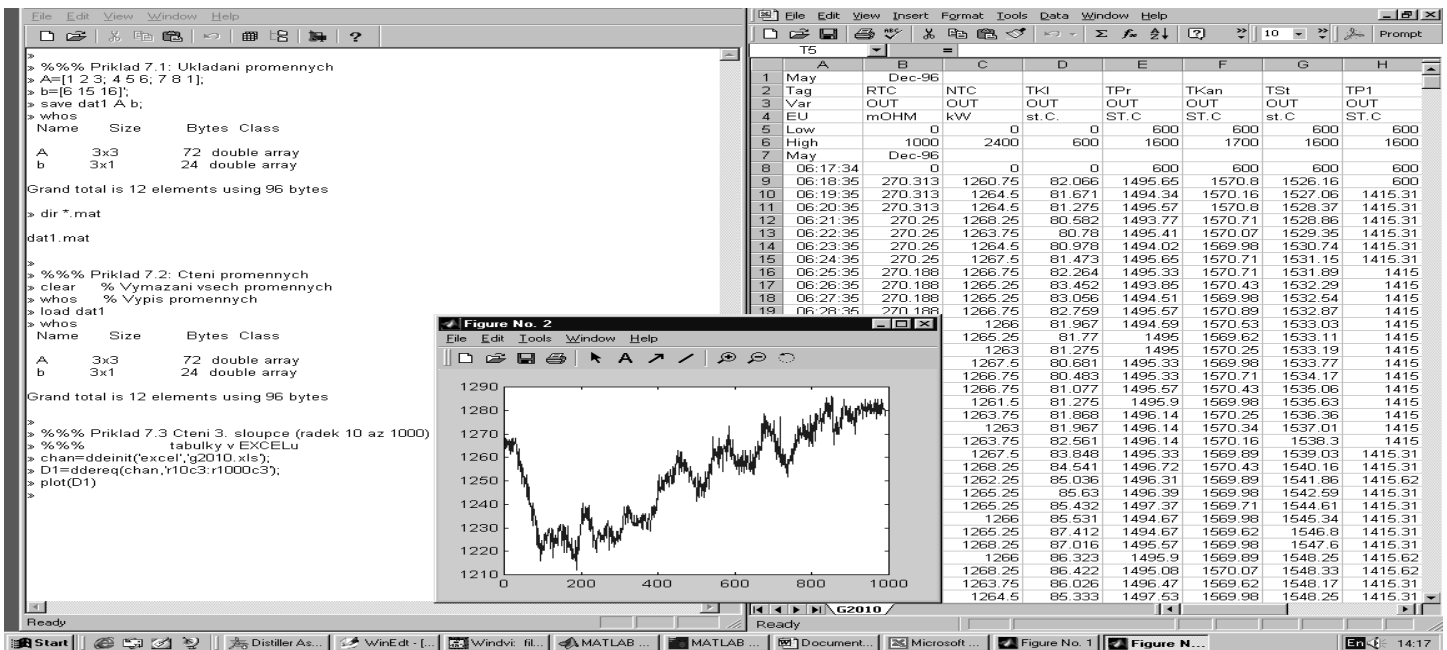 File Edit View Window Help
»
» %%% Priklad 7.1: Ukladani promennych
» A=[1 2 3; 4 5 6; 7 8 1];
» b=[6 15 16]';
» save dat1 A b;
» whos
Name Size Bytes Class
A 3x3 72 double array
b 3x1 24 double array
Grand total is 12 elements using 96 bytes
» dir *.mat
dat1.mat
»
» %%% Priklad 7.2: Cteni promennych
» clear % Vymazani vsech promennych
» whos % Vypis promennych
» load dat1
» whos
Name Size Bytes Class
A 3x3 72 double array
b 3x1 24 double array
Grand total is 12 elements using 96 bytes
»
» %%% Priklad 7.3 Cteni 3. sloupce (radek 10 az 1000)
» %%% tabulky v EXCELu
» chan=ddeinit('excel','g2010.xls');
» D1=ddereq(chan,'r10c3:r1000c3');
» plot(D1)
»
Ready
Figure No. 2
File Edit Tools Window Help
A
1290
1280
1270
1260
1250
1240
1230
1220
1210
0 200 400 600 800 1000
File Edit View Insert Format Tools Data Window Help
10 Prompt
T5 =
A B C D E F G H
1 May Dec-96
2 Tag RTC NTC TKl TPr TKan TSt TP1
3 Var OUT OUT OUT OUT OUT OUT OUT
4 EU mOHM kW st.C. ST.C ST.C st.C ST.C
5 Low 0 0 0 600 600 600 600
6 High 1000 2400 600 1600 1700 1600 1600
7 May Dec-96
8 06:17:34 0 0 0 600 600 600 600
9 06:18:35 270.313 1260.75 82.066 1495.65 1570.8 1526.16 600
10 06:19:35 270.313 1264.5 81.671 1494.34 1570.16 1527.06 1415.31
11 06:20:35 270.313 1264.5 81.275 1495.57 1570.8 1528.37 1415.31
12 06:21:35 270.25 1268.25 80.582 1493.77 1570.71 1528.86 1415.31
13 06:22:35 270.25 1263.75 80.78 1495.41 1570.07 1529.35 1415.31
14 06:23:35 270.25 1264.5 80.978 1494.02 1569.98 1530.74 1415.31
15 06:24:35 270.25 1267.5 81.473 1495.65 1570.71 1531.15 1415.31
16 06:25:35 270.188 1266.75 82.264 1495.33 1570.71 1531.89 1415
17 06:26:35 270.188 1265.25 83.452 1493.85 1570.43 1532.29 1415
18 06:27:35 270.188 1265.25 83.056 1494.51 1569.98 1532.54 1415
19 06:28:35 270.188 1266.75 82.759 1495.57 1570.89 1532.87 1415
1266 81.967 1494.59 1570.53 1533.03 1415
1265.25 81.77 1495 1569.62 1533.11 1415
1263 81.275 1495 1570.25 1533.19 1415
1267.5 80.681 1495.33 1569.98 1533.77 1415
1266.75 80.483 1495.33 1570.71 1534.17 1415
1266.75 81.077 1495.57 1570.43 1535.06 1415
1261.5 81.275 1495.9 1569.98 1535.63 1415
1263.75 81.868 1496.14 1570.25 1536.36 1415
1263 81.967 1496.14 1570.34 1537.01 1415
1263.75 82.561 1496.14 1570.16 1538.3 1415
1267.5 83.848 1495.33 1569.89 1539.03 1415.31
1268.25 84.541 1496.72 1570.43 1540.16 1415.31
1262.25 85.036 1496.31 1569.89 1541.86 1415.62
1265.25 85.63 1496.39 1569.98 1542.59 1415.31
1265.25 85.432 1497.37 1569.71 1544.61 1415.31
1266 85.531 1494.67 1569.98 1545.34 1415.31
1265.25 87.412 1494.67 1569.62 1546.8 1415.31
1268.25 87.016 1495.57 1569.98 1547.6 1415.31
1266 86.323 1495.9 1569.89 1548.25 1415.62
1268.25 86.422 1495.08 1570.07 1548.33 1415.62
1263.75 86.026 1496.47 1569.62 1548.17 1415.31
1264.5 85.333 1497.53 1569.98 1548.25 1415.31
G2010
Ready
Start Distiller As... WinEdt - [... Windvi: fil... MATLAB ... MATLAB ... Document... Microsoft ... Figure No. 1 Figure N... En 14:17